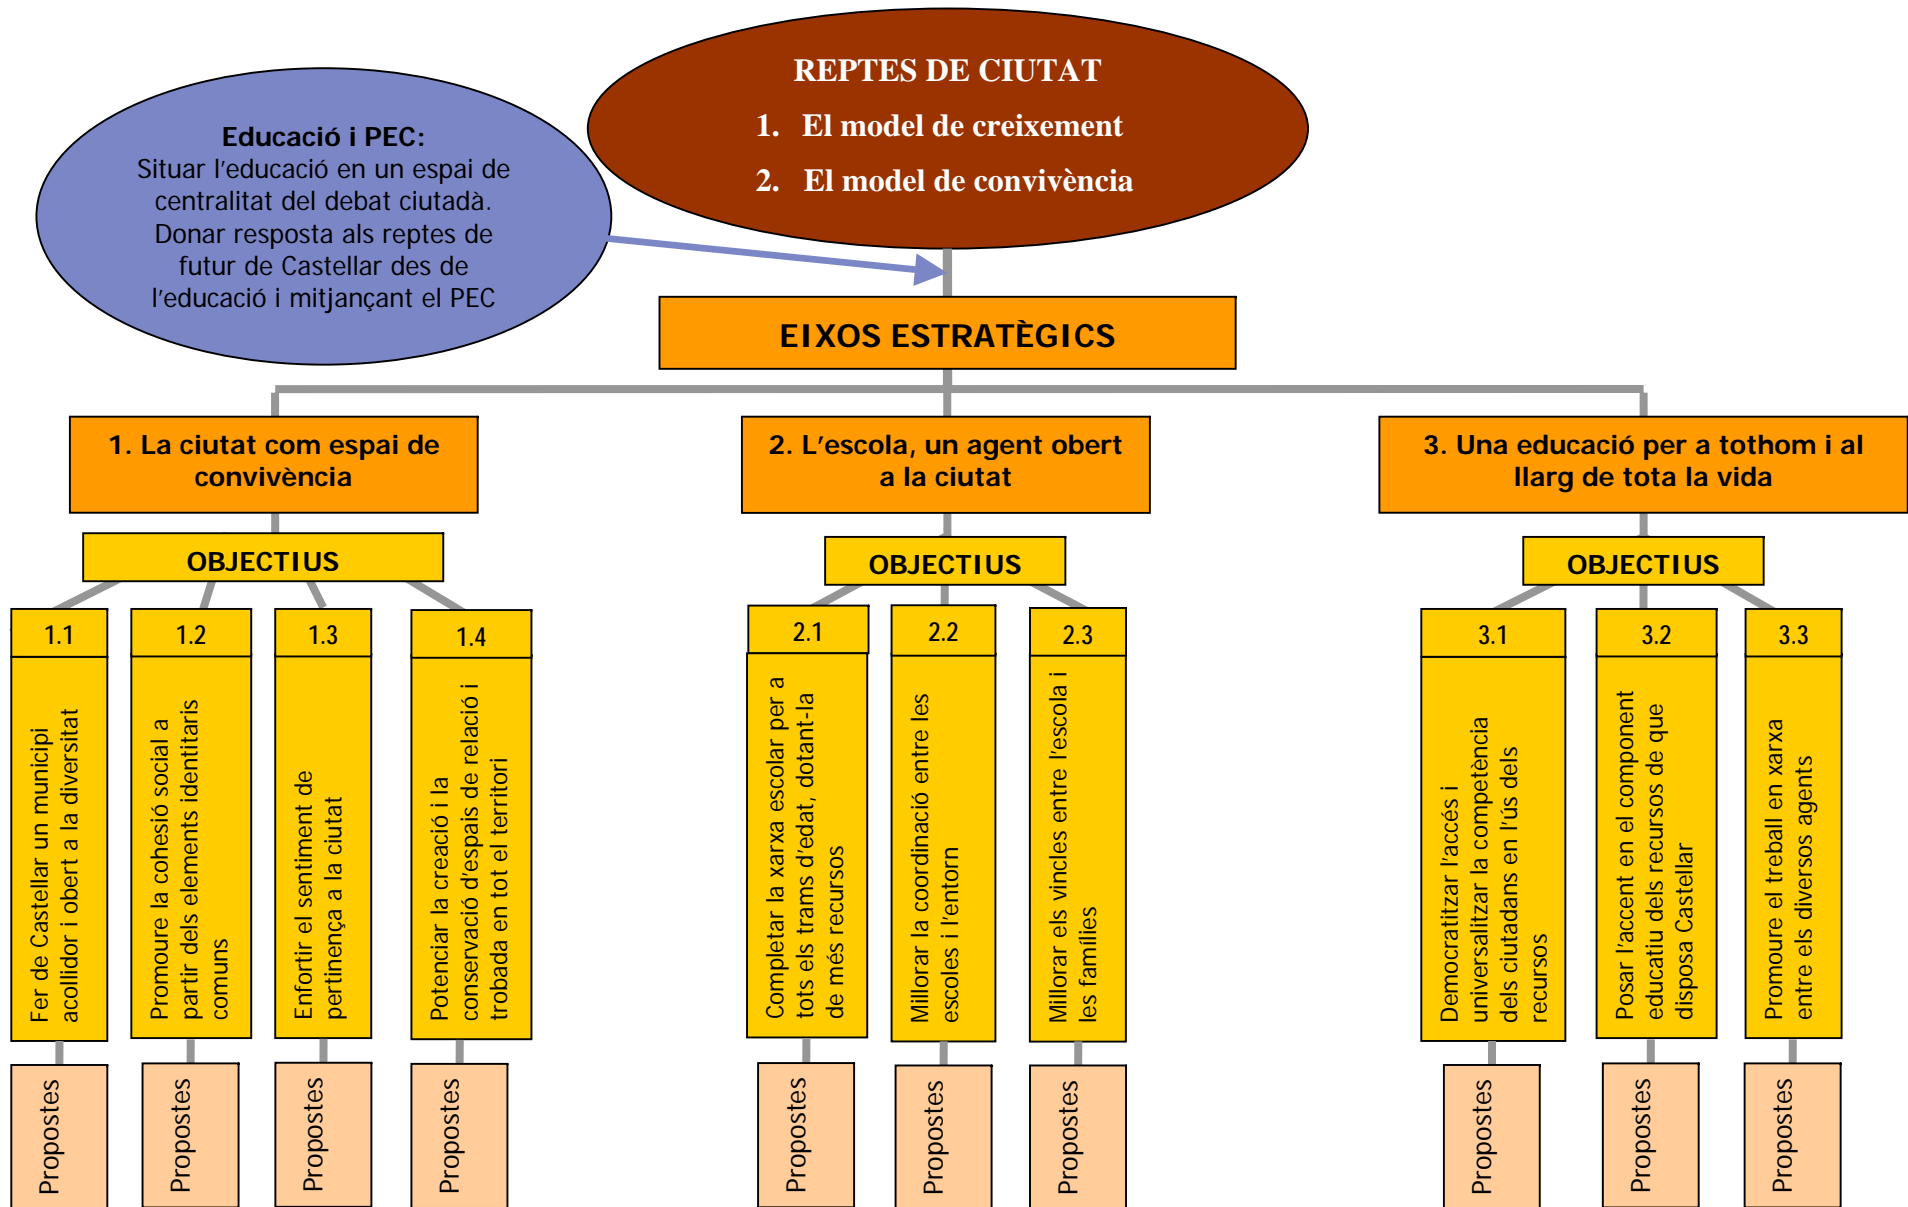 REPTES DE CIUTAT
1. El model de creixement
2. El model de convivència
Educació i PEC:
Situar l'educació en un espai de
centralitat del debat ciutadà.
Donar resposta als reptes de
futur de Castellar des de
l'educació i mitjançant el PEC
EIXOS ESTRATÈGICS
1. La ciutat com espai de
convivència
OBJECTIUS
1.1
Fer de Castellar un municipi
acollidor i obert a la diversitat
Propostes
1.2
Promoure la cohesió social a
partir dels elements identitaris
comuns
Propostes
1.3
Enfortir el sentiment de
pertinença a la ciutat
Propostes
1.4
Potenciar la creació i la
conservació d'espais de relació i
trobada en tot el territori
Propostes
2. L'escola, un agent obert
a la ciutat
OBJECTIUS
2.1
Completar la xarxa escolar per a
tots els trams d'edat, dotant-la
de més recursos
Propostes
2.2
Millorar la coordinació entre les
escoles i l'entorn
Propostes
2.3
Millorar els vincles entre l'escola i
les famílies
Propostes
3. Una educació per a tothom i al
llarg de tota la vida
OBJECTIUS
3.1
Democratitzar l'accés i
universalitzar la competència
dels ciutadans en l'ús dels
recursos
Propostes
3.2
Posar l'accent en el component
educatiu dels recursos de que
disposa Castellar
Propostes
3.3
Promoure el treball en xarxa
entre els diversos agents
Propostes